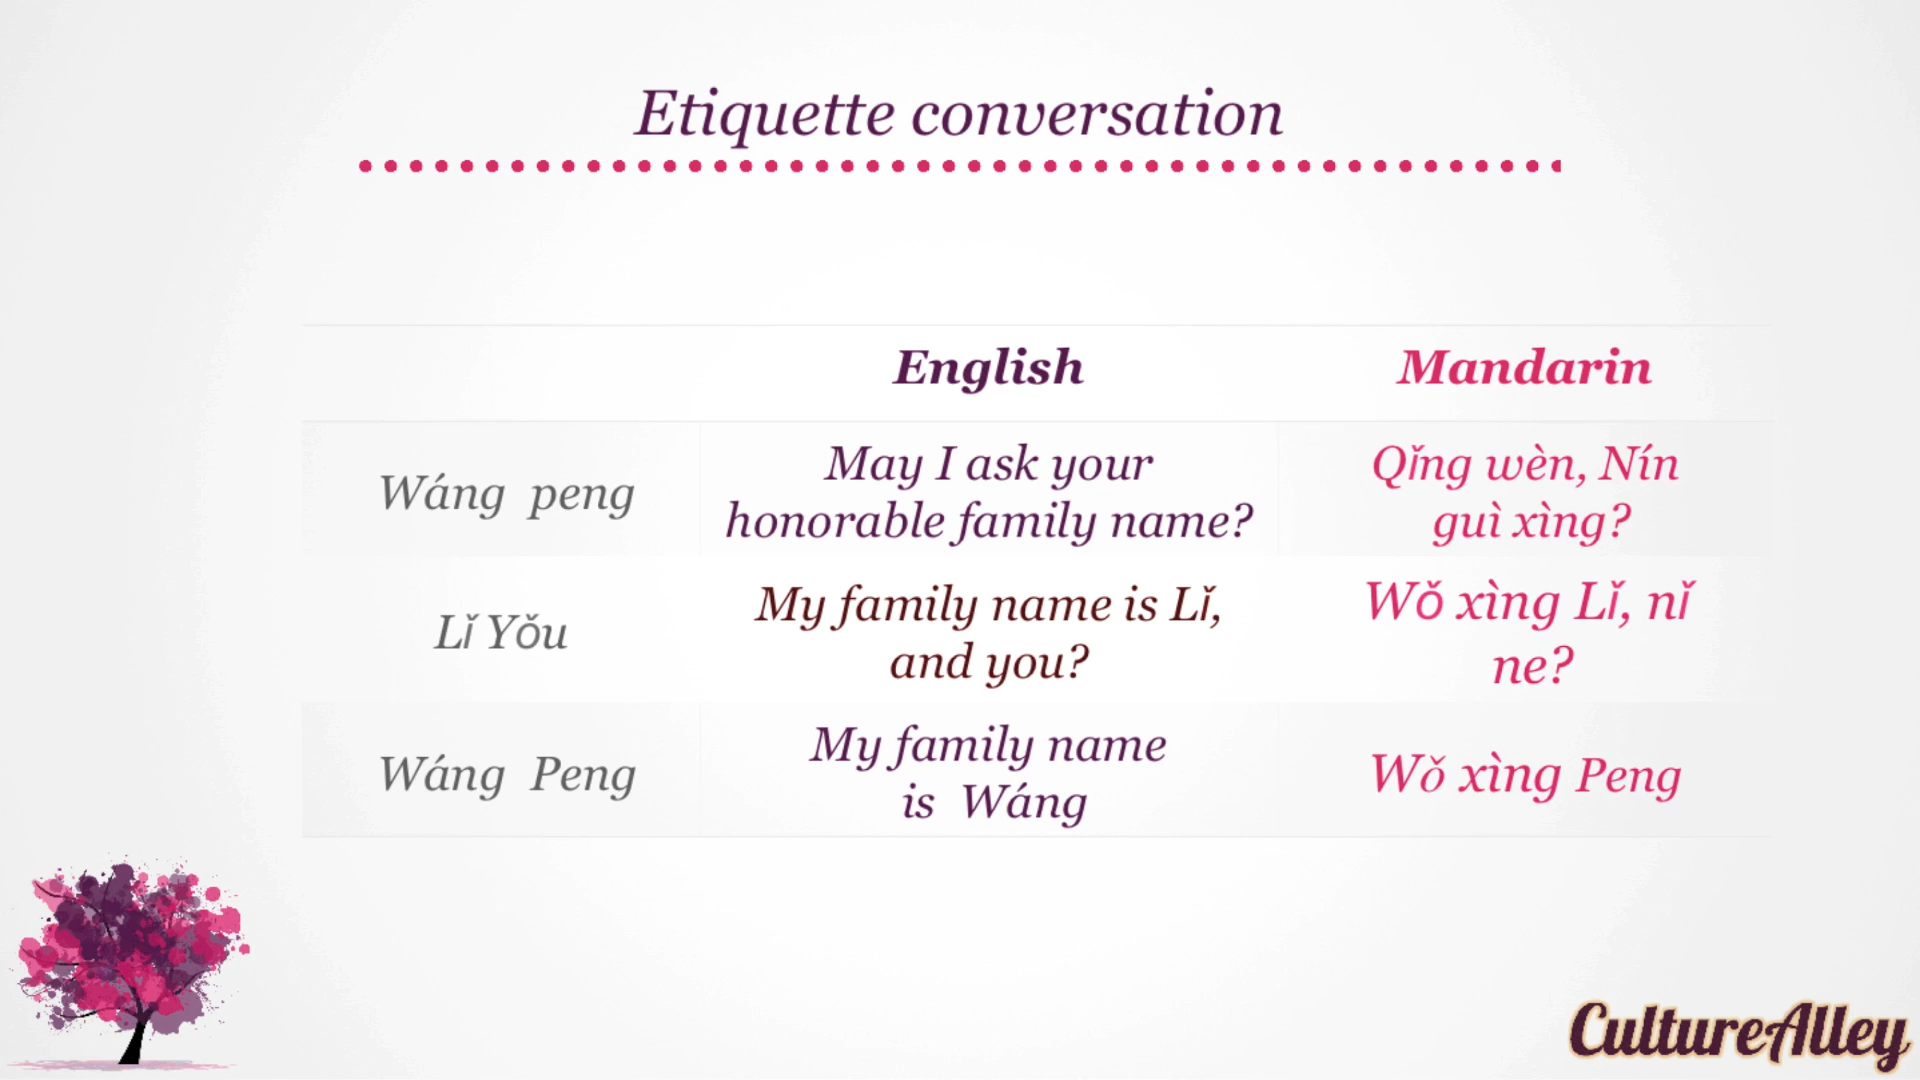 Etiquette conversation
English
Mandarin
Wáng peng
May I ask your
honorable family name?
Qǐng wèn, Nín
guì xìng?
Lǐ Yǒu
My family name is Lǐ,
and you?
Wǒ xìng Lǐ, nǐ
ne?
Wáng Peng
My family name
is Wáng
Wǒ xìng Peng
CultureAlley